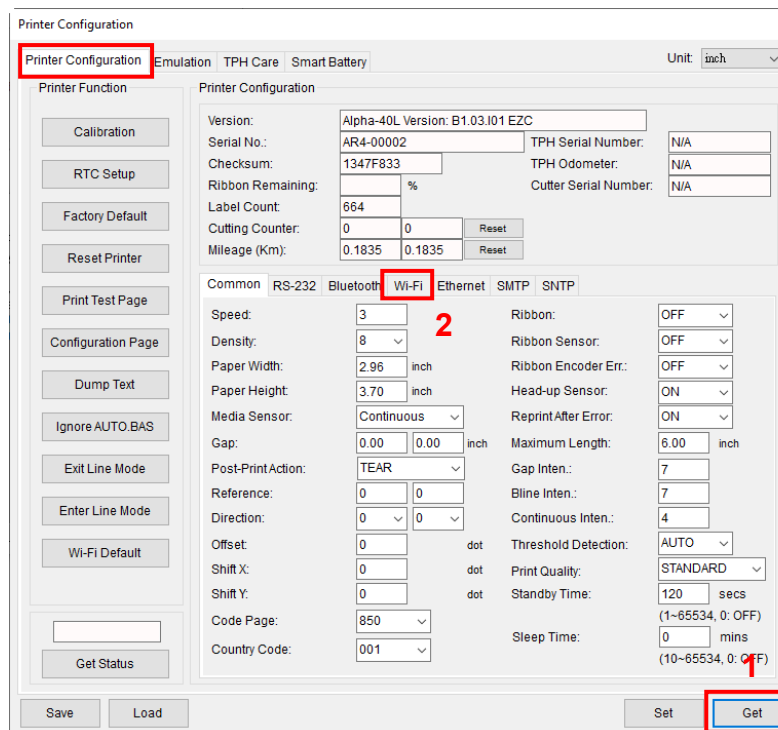 Printer Configuration
Printer Configuration Emulation TPH Care Smart Battery Unit: inch
Printer Function Printer Configuration
Calibration
RTC Setup
Factory Default
Reset Printer
Print Test Page
Configuration Page
Dump Text
Ignore AUTO.BAS
Exit Line Mode
Enter Line Mode
Wi-Fi Default
Get Status
Version: Alpha-40L Version: B1.03.I01 EZC
Serial No.: AR4-00002 TPH Serial Number: N/A
Checksum: 1347F833 TPH Odometer: N/A
Ribbon Remaining: % Cutter Serial Number: N/A
Label Count: 664
Cutting Counter: 0 0 Reset
Mileage (Km): 0.1835 0.1835 Reset
Common RS-232 Bluetooth Wi-Fi Ethernet SMTP SNTP
2
Speed: 3 Ribbon: OFF
Density: 8 Ribbon Sensor: OFF
Paper Width: 2.96 inch Ribbon Encoder Err.: OFF
Paper Height: 3.70 inch Head-up Sensor: ON
Media Sensor: Continuous Reprint After Error: ON
Gap: 0.00 0.00 inch Maximum Length: 6.00 inch
Post-Print Action: TEAR Gap Inten.: 7
Reference: 0 0 Bline Inten.: 7
Direction: 0 0 Continuous Inten.: 4
Offset: 0 dot Threshold Detection: AUTO
Shift X: 0 dot Print Quality: STANDARD
Shift Y: 0 dot Standby Time: 120 secs
(1~65534, 0: OFF)
Code Page: 850
Sleep Time: 0 mins
Country Code: 001
(10~65534, 0: OFF)
1
Save Load Set Get